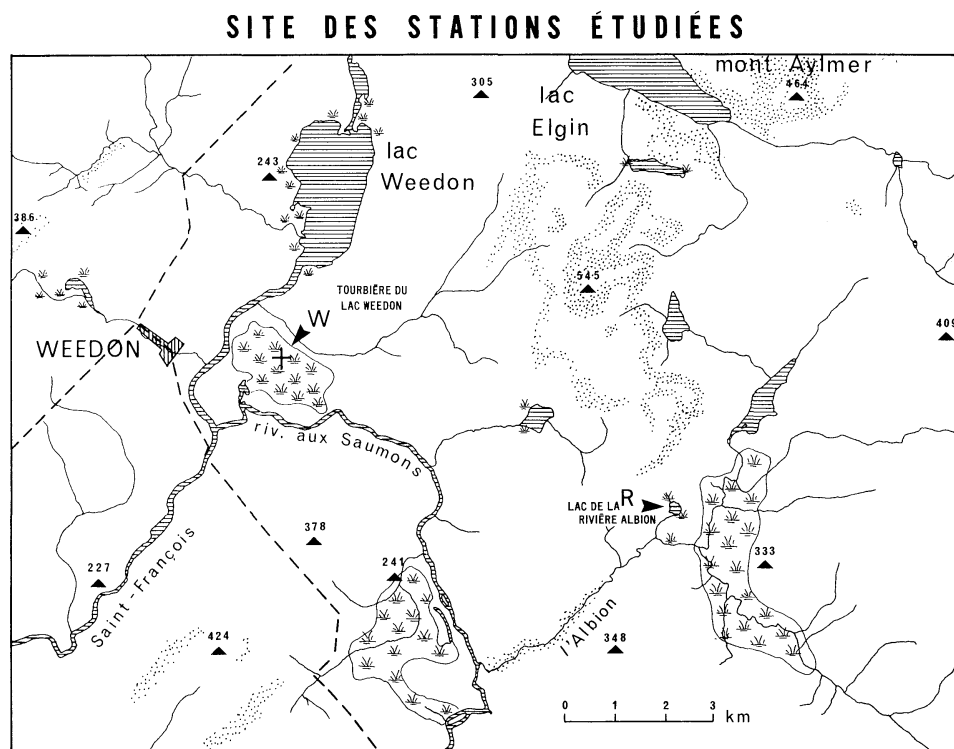 SITE DES STATIONS ÉTUDIÉES
mont Aylmer
464
305
lac
Elgin
lac
Weedon
243
386
545
TOURBIÈRE DU
LAC WEEDON
W
409
WEEDON
riv. aux Saumons
R
LAC DE LA
RIVIÈRE ALBION
378
333
241
227
Saint-François
l'Albion
424
348
0 1 2 3
km